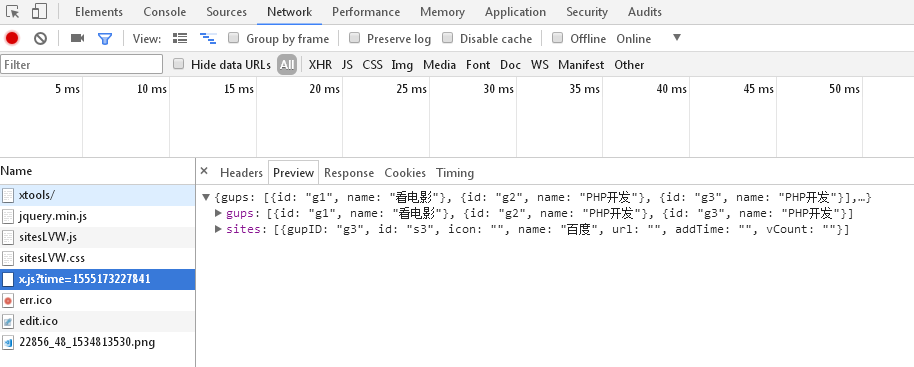 Elements Console Sources Network Performance Memory Application Security Audits
View: Group by frame Preserve log Disable cache Offline Online
Filter Hide data URLs All XHR JS CSS Img Media Font Doc WS Manifest Other
5 ms 10 ms 15 ms 20 ms 25 ms 30 ms 35 ms 40 ms 45 ms 50 ms
Name
xtools/
jquery.min.js
sitesLVW.js
sitesLVW.css
x.js?time=1555173227841
err.ico
edit.ico
22856_48_1534813530.png
× Headers Preview Response Cookies Timing
{gups: [{id: "g1", name: "看电影"}, {id: "g2", name: "PHP开发"}, {id: "g3", name: "PHP开发"}],…}
gups: [{id: "g1", name: "看电影"}, {id: "g2", name: "PHP开发"}, {id: "g3", name: "PHP开发"}]
sites: [{gupID: "g3", id: "s3", icon: "", name: "百度", url: "", addTime: "", vCount: ""}]